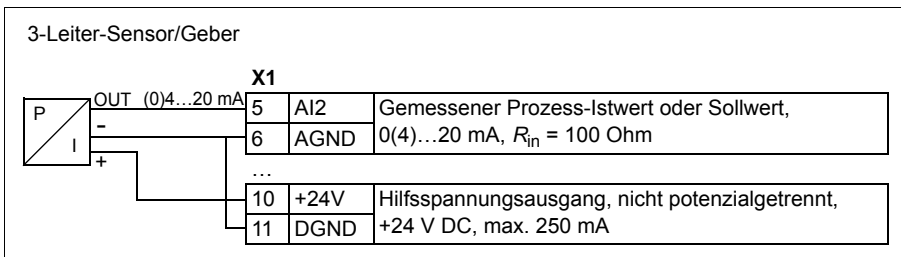 3-Leiter-Sensor/Geber
X1
P
I
OUT (0)4…20 mA
-
+
5 AI2 Gemessener Prozess-Istwert oder Sollwert,
6 AGND 0(4)…20 mA, Rin = 100 Ohm
…
10 +24V Hilfsspannungsausgang, nicht potenzialgetrennt,
11 DGND +24 V DC, max. 250 mA